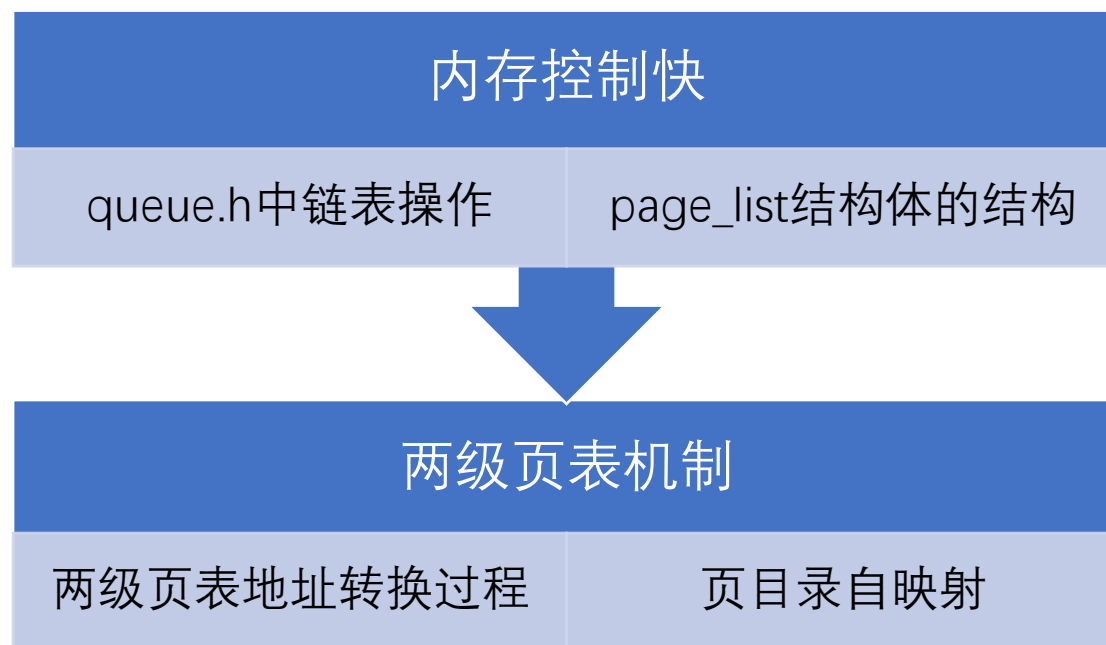 内存控制快
queue.h中链表操作
page_list结构体的结构
两级页表机制
两级页表地址转换过程
页目录自映射